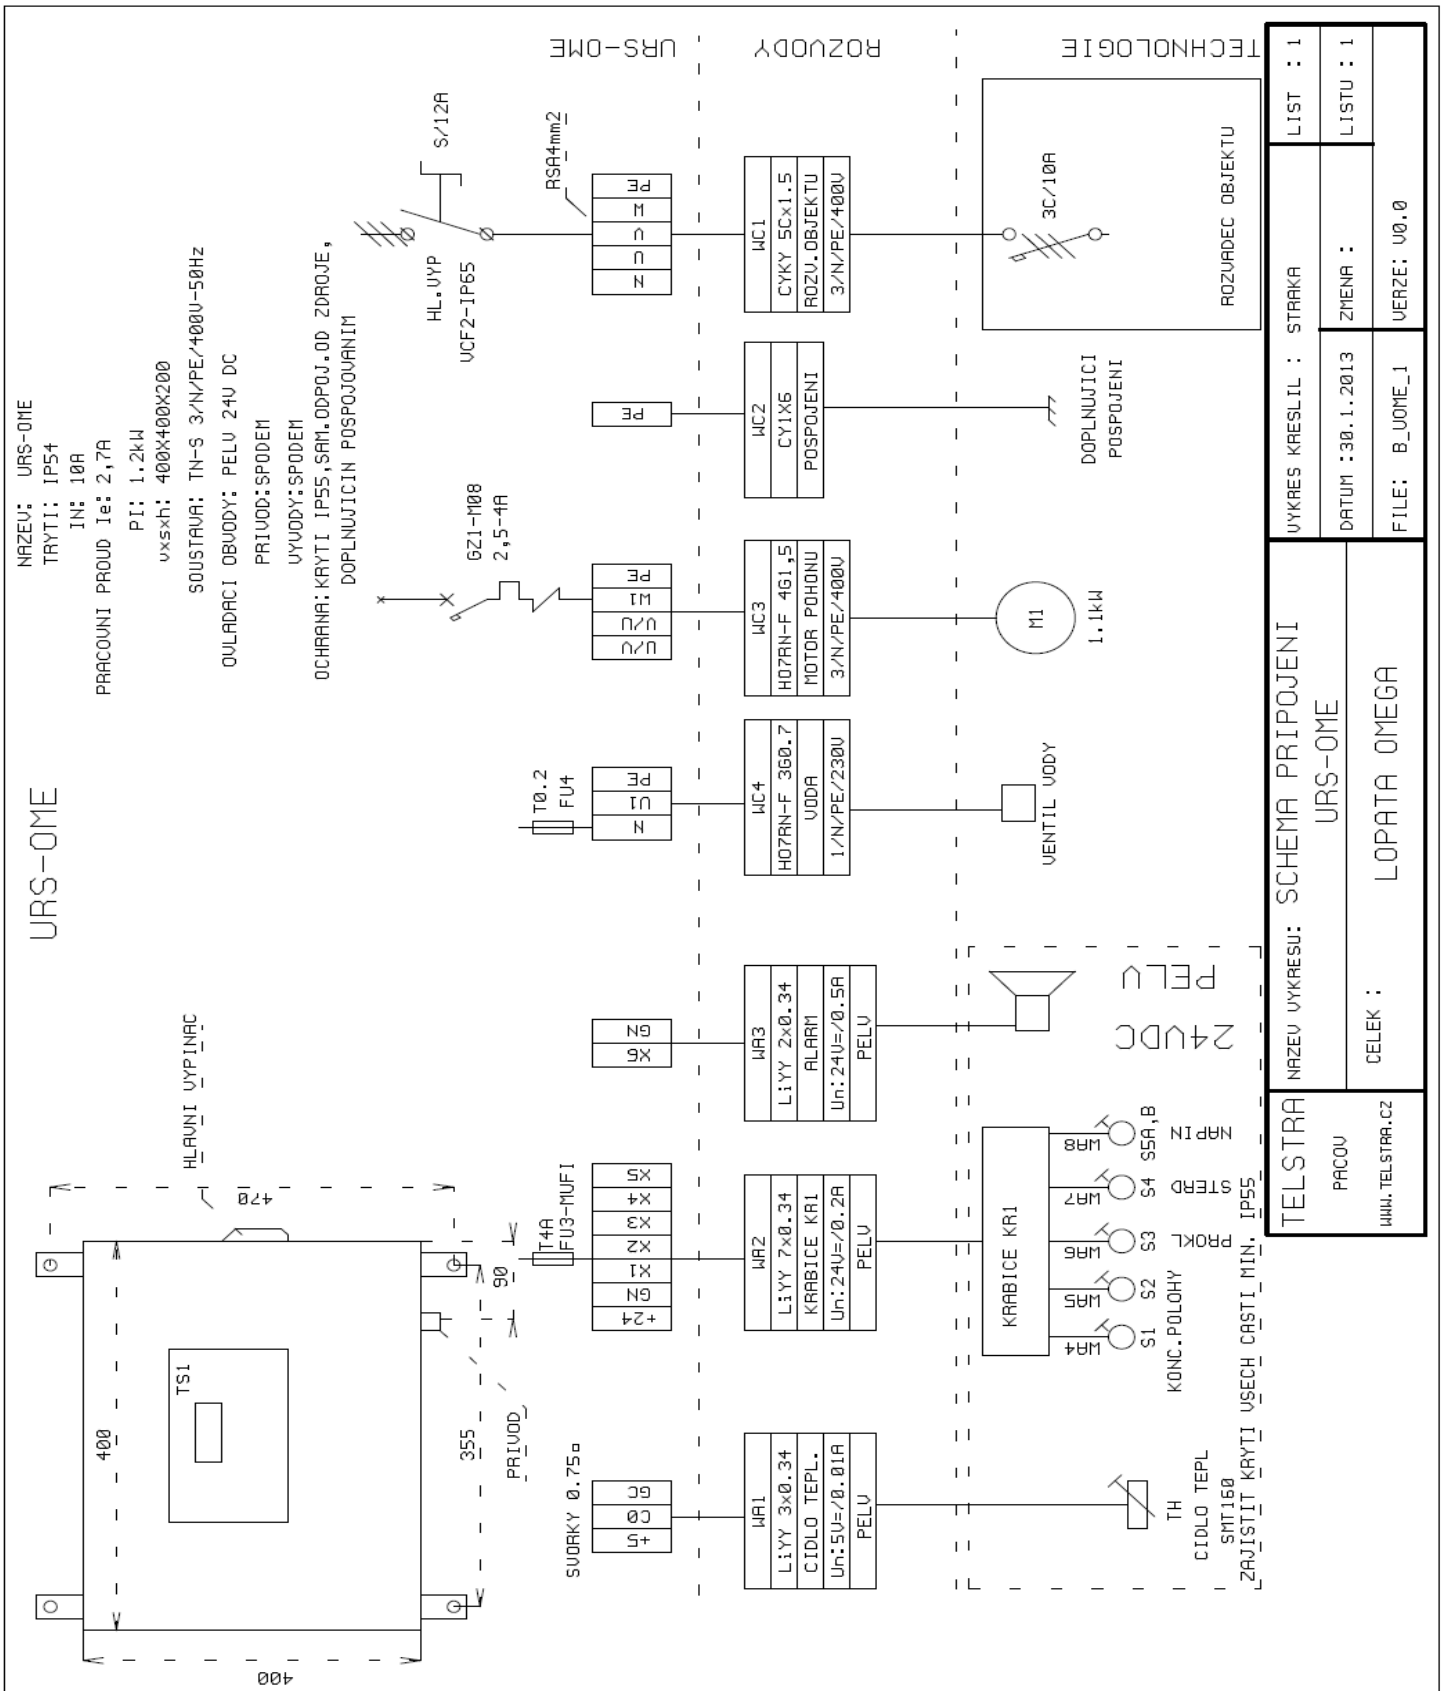 URS-OME
NAZEV: URS-OME
TRYTI: IP54
IN: 10A
PRACOVNI PROUD Ie: 2,7A
PI: 1.2kW
vxsxh: 400X400X200
SOUSTAVA: TN-S 3/N/PE/400V-50Hz
OVLADACI OBVODY: PELV 24V DC
PRIVOD:SPODEM
VYVODY:SPODEM
OCHRANA: KRYTI IP55,SAM.ODPOJ.OD ZDROJE,
DOPLNUJICIN POSPOJOVANIM
HLAVNI VYPINAC
400
400
470
90
355
TS1
PRIVOD
URS-OME
SVORKY 0.75
+5
C0
GC
T4A
FU3-MUFI
+24
GN
X1
X2
X3
X4
X5
X6
GN
T0.2
FU4
N
U1
PE
GZ1-M08
2,5-4A
U/V
V/U
W1
PE
PE
HL.VYP
VCF2-IP65
S/12A
RSA4mm2
N
U
V
W
PE
ROZVODY
WA1
LiYY 3x0.34
CIDLO TEPL.
Un:5V=/0.01A
PELV
WA2
LiYY 7x0.34
KRABICE KR1
Un:24V=/0.2A
PELV
WA3
LiYY 2x0.34
ALARM
Un:24V=/0.5A
PELV
WC4
HO7RN-F 3G0.7
VODA
1/N/PE/230V
WC3
HO7RN-F 4G1,5
MOTOR POHONU
3/N/PE/400V
WC2
CY1X6
POSPOJENI
WC1
CYKY 5Cx1.5
ROZV.OBJEKTU
3/N/PE/400V
TECHNOLOGIE
TH
CIDLO TEPL
SMT160
KRABICE KR1
WA4
WA5
WA6
WA7
WA8
S1
S2
S3
S4
S5A,B
KONC.POLOHY
PROKL
STERD
NAPIN
24VDC
PELV
ZAJISTIT KRYTI VSECH CASTI MIN. IP55
VENTIL VODY
M1
1.1kW
DOPLNUJICI
POSPOJENI
3C/10A
ROZVADEC OBJEKTU
TELSTRA
PACOV
WWW.TELSTRA.CZ
NAZEV VYKRESU: SCHEMA PRIPOJENI
URS-OME
CELEK :
LOPATA OMEGA
VYKRES KRESLIL : STRAKA
LIST : 1
DATUM :30.1.2013
ZMENA :
LISTU : 1
FILE: B_UOME_1
VERZE: V0.0